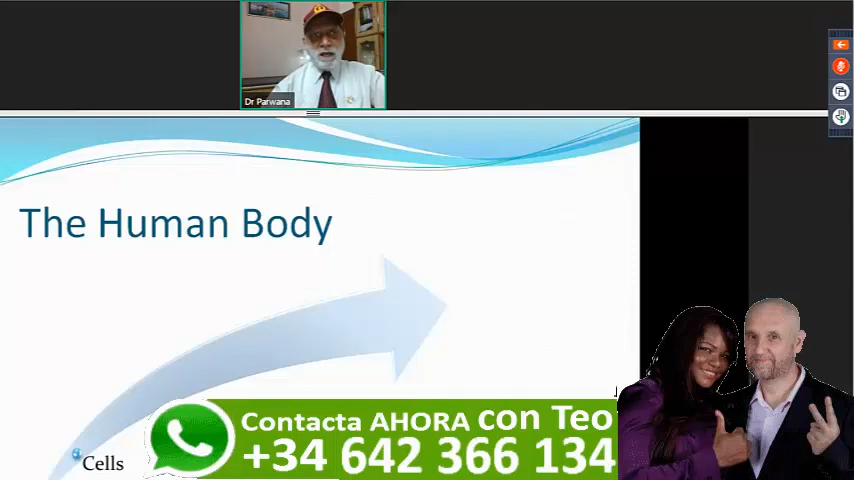 Dr Parwana
The Human Body
Cells
Contacta AHORA con Teo
+34 642 366 134